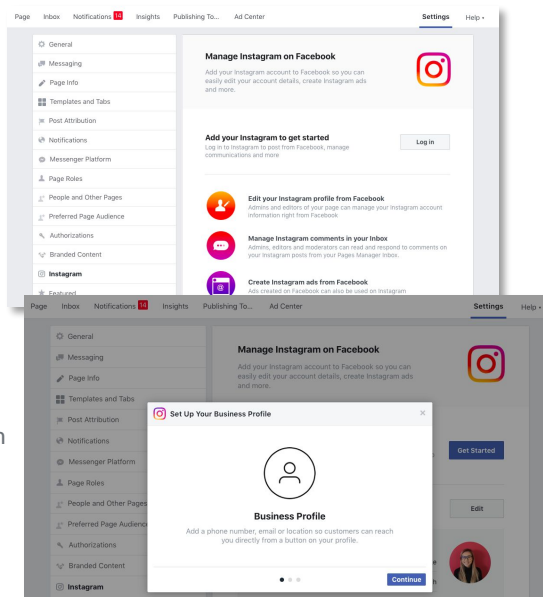 Page Inbox Notifications 14 Insights Publishing To... Ad Center Settings Help
General
Messaging
Page Info
Templates and Tabs
Post Attribution
Notifications
Messenger Platform
Page Roles
People and Other Pages
Preferred Page Audience
Authorizations
Branded Content
Instagram
Featured
Manage Instagram on Facebook
Add your Instagram account to Facebook so you can
easily edit your account details, create Instagram ads
and more.
Add your Instagram to get started
Log in to Instagram to post from Facebook, manage
communications and more
Log in
Edit your Instagram profile from Facebook
Admins and editors of your page can manage your Instagram account
information right from Facebook
Manage Instagram comments in your Inbox
Admins, editors and moderators can read and respond to comments on
your Instagram posts from your Pages Manager Inbox.
Create Instagram ads from Facebook
Ads created on Facebook can also be used on Instagram
Page Inbox Notifications 14 Insights Publishing To... Ad Center Settings Help
General
Messaging
Page Info
Templates and Tabs
Post Attribution
Notifications
Messenger Platform
Page Roles
People and Other Pages
Preferred Page Audience
Authorizations
Branded Content
Instagram
Manage Instagram on Facebook
Add your Instagram account to Facebook so you can
easily edit your account details, create Instagram ads
and more.
Get Started
Edit
Set Up Your Business Profile ×
Business Profile
Add a phone number, email or location so customers can reach
you directly from a button on your profile.
Continue